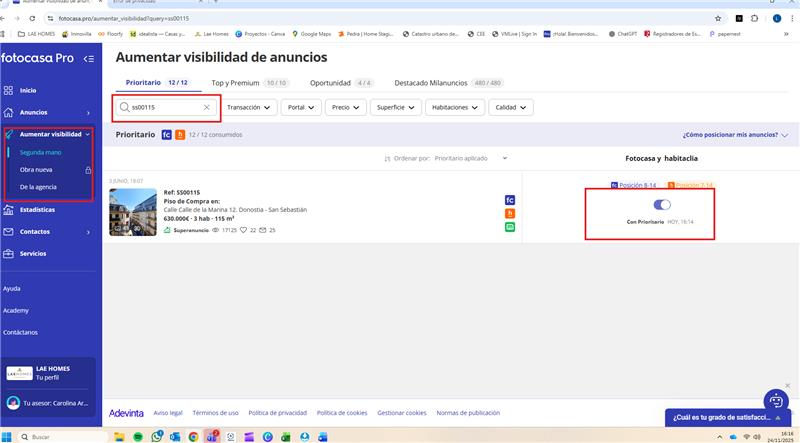 Aumentar visibilidad de anun.
Error de privacidad
fotocasa.pro/aumentar_visibilidad?query=ss00115
LAE HOMES
Inmovilla
Floorfy
idealista — Casas y...
Lae Homes
Proyectos - Canva
Google Maps
Pedra | Home Stagi...
Catastro urbano de...
CEE
VMLive | Sign In
¡Hola!, Bienvenidos...
ChatGPT
Registradores de Es...
papernest
fotocasa Pro
Inicio
Anuncios
Aumentar visibilidad
Segunda mano
Obra nueva
De la agencia
Estadísticas
Contactos
Servicios
Ayuda
Academy
Contáctanos
LAE HOMES
LAE HOMES
Tu perfil
Tu asesor: Carolina Ar...
Aumentar visibilidad de anuncios
Prioritario 12 / 12
Top y Premium 10 / 10
Oportunidad 4 / 4
Destacado Milanuncios 480 / 480
ss00115
Transacción
Portal
Precio
Superficie
Habitaciones
Calidad
Prioritario fc h 12 / 12 consumidos
¿Cómo posicionar mis anuncios?
Ordenar por: Prioritario aplicado
Fotocasa y habitaclia
3 JUNIO, 18:07
Ref: SS00115
Piso de Compra en:
Calle Calle de la Marina 12. Donostia - San Sebastián
630.000€ · 3 hab · 115 m²
Superanuncio 17125 22 25
fc
h
fc Posición 8-14
h Posición 7-14
Con Prioritario HOY, 16:14
Adevinta
Aviso legal
Términos de uso
Política de privacidad
Política de cookies
Gestionar cookies
Normas de publicación
¿Cuál es tu grado de satisfacci...
Buscar
16:16
24/11/2025